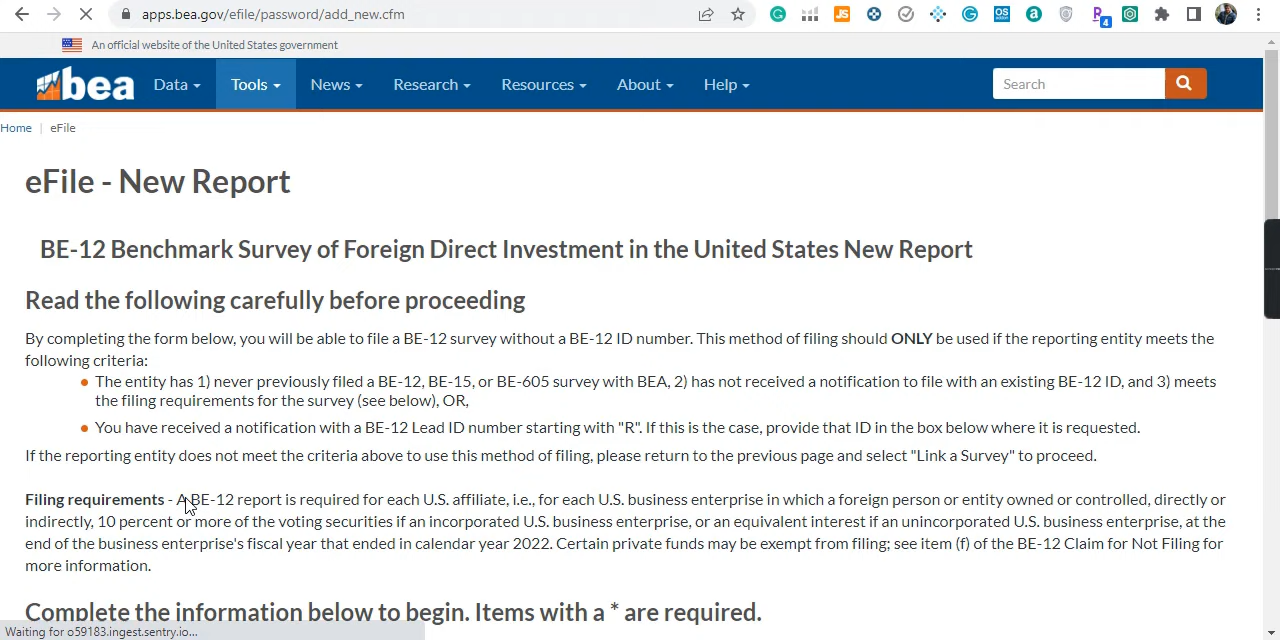 apps.bea.gov/efile/password/add_new.cfm
An official website of the United States government
bea Data Tools News Research Resources About Help Search
Home | eFile
eFile - New Report
BE-12 Benchmark Survey of Foreign Direct Investment in the United States New Report
Read the following carefully before proceeding
By completing the form below, you will be able to file a BE-12 survey without a BE-12 ID number. This method of filing should ONLY be used if the reporting entity meets the
following criteria:
The entity has 1) never previously filed a BE-12, BE-15, or BE-605 survey with BEA, 2) has not received a notification to file with an existing BE-12 ID, and 3) meets
the filing requirements for the survey (see below), OR,
You have received a notification with a BE-12 Lead ID number starting with "R". If this is the case, provide that ID in the box below where it is requested.
If the reporting entity does not meet the criteria above to use this method of filing, please return to the previous page and select "Link a Survey" to proceed.
Filing requirements - A BE-12 report is required for each U.S. affiliate, i.e., for each U.S. business enterprise in which a foreign person or entity owned or controlled, directly or
indirectly, 10 percent or more of the voting securities if an incorporated U.S. business enterprise, or an equivalent interest if an unincorporated U.S. business enterprise, at the
end of the business enterprise's fiscal year that ended in calendar year 2022. Certain private funds may be exempt from filing; see item (f) of the BE-12 Claim for Not Filing for
more information.
Complete the information below to begin. Items with a * are required.
Waiting for o59183.ingest.sentry.io...